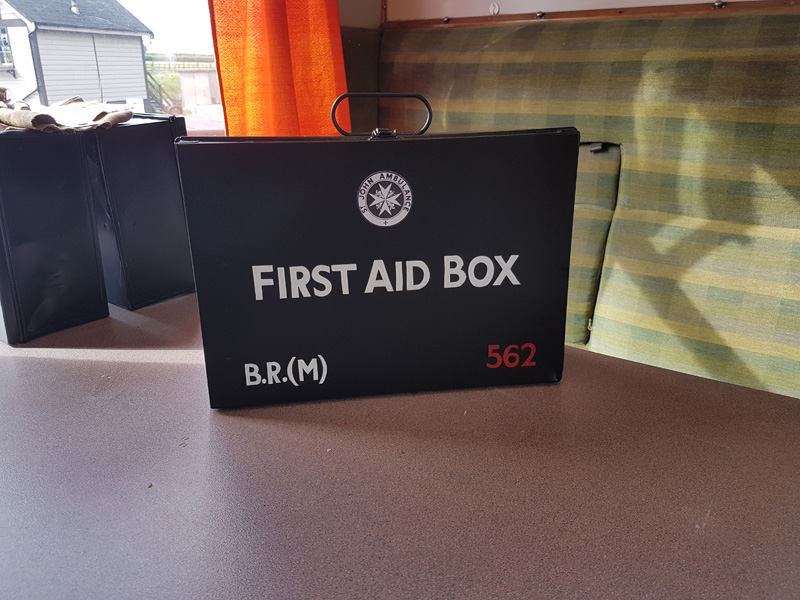 ST JOHN AMBULANCE
FIRST AID BOX
B.R.(M)
562